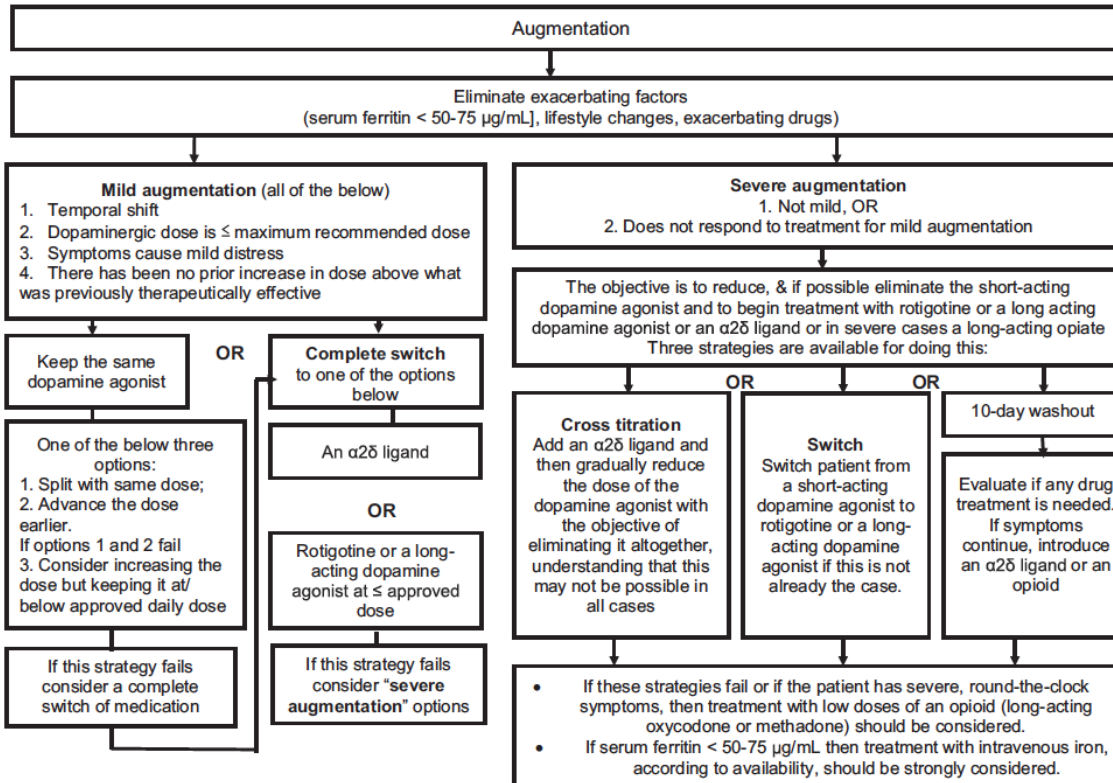 Augmentation
Eliminate exacerbating factors
(serum ferritin < 50-75 µg/mL], lifestyle changes, exacerbating drugs)
Mild augmentation (all of the below)
1. Temporal shift
2. Dopaminergic dose is ≤ maximum recommended dose
3. Symptoms cause mild distress
4. There has been no prior increase in dose above what
was previously therapeutically effective
Keep the same
dopamine agonist
OR
Complete switch
to one of the options
below
One of the below three
options:
1. Split with same dose;
2. Advance the dose
earlier.
If options 1 and 2 fail
3. Consider increasing the
dose but keeping it at/
below approved daily dose
If this strategy fails
consider a complete
switch of medication
An α2δ ligand
OR
Rotigotine or a long-
acting dopamine
agonist at ≤ approved
dose
If this strategy fails
consider “severe
augmentation” options
Severe augmentation
1. Not mild, OR
2. Does not respond to treatment for mild augmentation
The objective is to reduce, & if possible eliminate the short-acting
dopamine agonist and to begin treatment with rotigotine or a long acting
dopamine agonist or an α2δ ligand or in severe cases a long-acting opiate
Three strategies are available for doing this:
OR
OR
Cross titration
Add an α2δ ligand and
then gradually reduce
the dose of the
dopamine agonist with
the objective of
eliminating it altogether,
understanding that this
may not be possible in
all cases
Switch
Switch patient from
a short-acting
dopamine agonist to
rotigotine or a long-
acting dopamine
agonist if this is not
already the case.
10-day washout
Evaluate if any drug
treatment is needed.
If symptoms
continue, introduce
an α2δ ligand or an
opioid
• If these strategies fail or if the patient has severe, round-the-clock
symptoms, then treatment with low doses of an opioid (long-acting
oxycodone or methadone) should be considered.
• If serum ferritin < 50-75 µg/mL then treatment with intravenous iron,
according to availability, should be strongly considered.